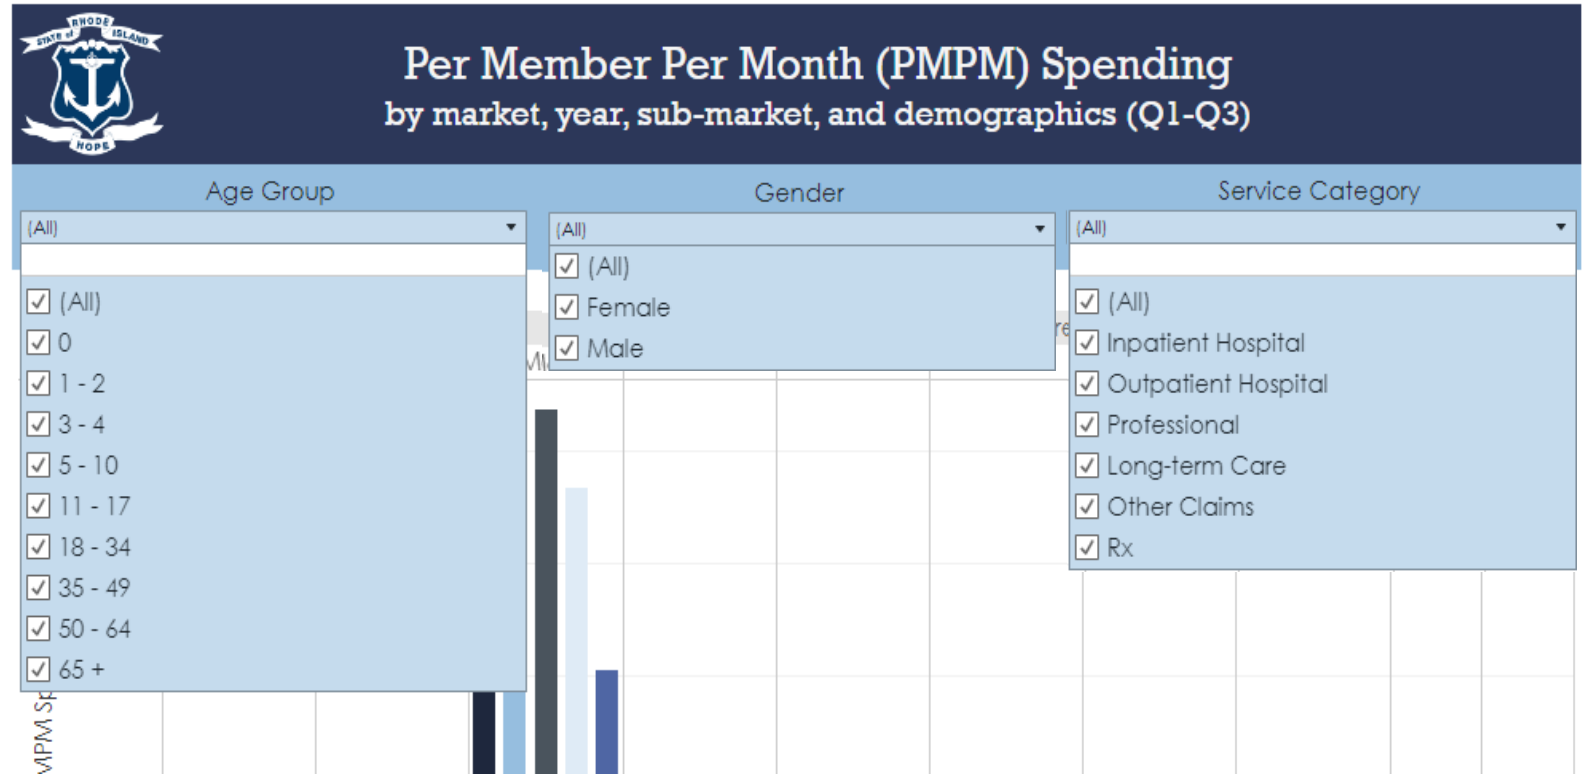 RHODE
STATE of ISLAND
HOPE
Per Member Per Month (PMPM) Spending
by market, year, sub-market, and demographics (Q1-Q3)
Age Group
(All)
(All)
0
1 - 2
3 - 4
5 - 10
11 - 17
18 - 34
35 - 49
50 - 64
65 +
Gender
(All)
(All)
Female
Male
Service Category
(All)
(All)
Inpatient Hospital
Outpatient Hospital
Professional
Long-term Care
Other Claims
Rx